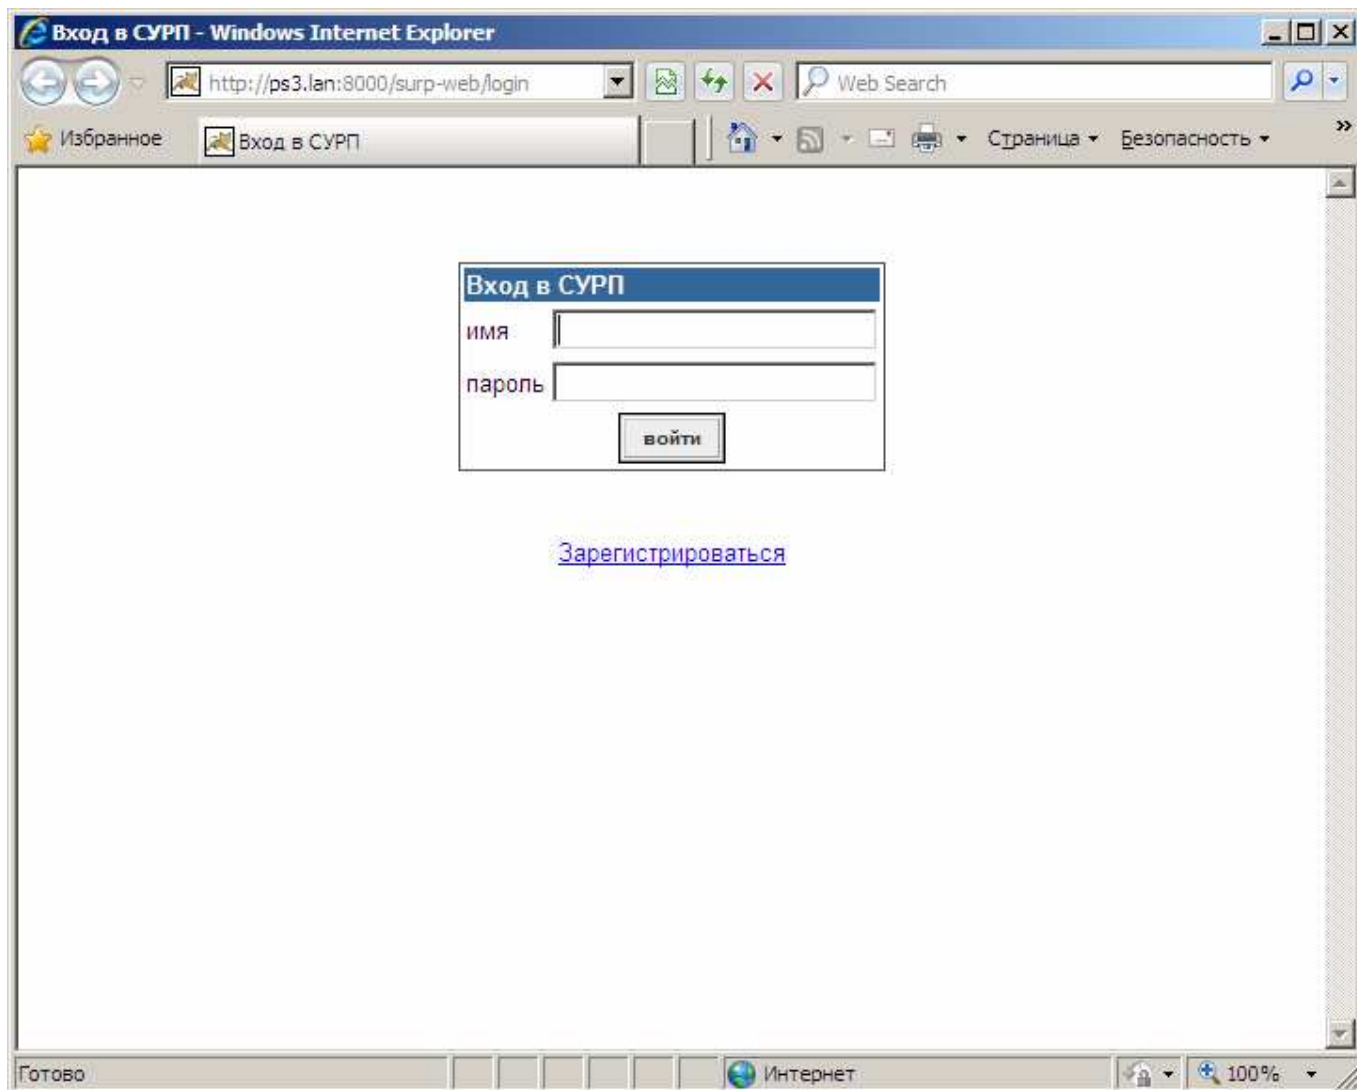 Вход в СУРП - Windows Internet Explorer
http://ps3.lan:8000/surp-web/login
Web Search
Избранное
Вход в СУРП
Страница
Безопасность
»
Вход в СУРП
имя
пароль
войти
Зарегистрироваться
Готово
Интернет
100%